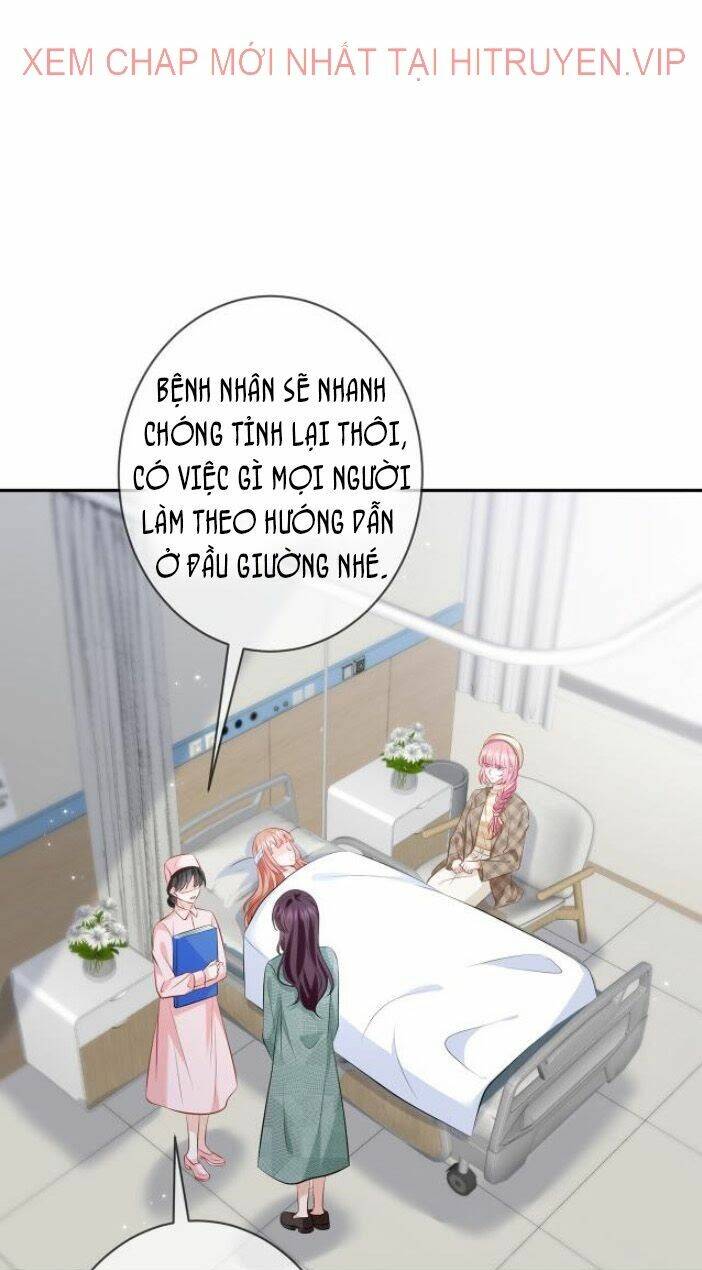 XEM CHAP MỚI NHẤT TẠI HITRUYEN.VIP
BỆNH NHÂN SẼ NHANH
CHÓNG TỈNH LẠI THÔI,
CÓ VIỆC GÌ MỌI NGƯỜI
LÀM THEO HƯỚNG DẪN
Ở ĐẦU GIƯỜNG NHÉ.